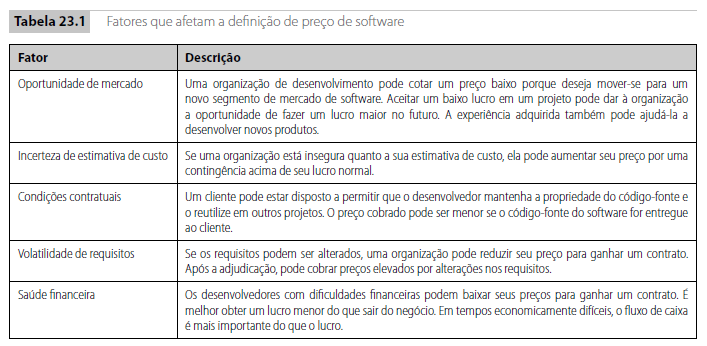 Tabela 23.1 Fatores que afetam a definição de preço de software
Fator Descrição
Oportunidade de mercado Uma organização de desenvolvimento pode cotar um preço baixo porque deseja mover-se para um
novo segmento de mercado de software. Aceitar um baixo lucro em um projeto pode dar à organização
a oportunidade de fazer um lucro maior no futuro. A experiência adquirida também pode ajudá-la a
desenvolver novos produtos.
Incerteza de estimativa de custo Se uma organização está insegura quanto a sua estimativa de custo, ela pode aumentar seu preço por uma
contingência acima de seu lucro normal.
Condições contratuais Um cliente pode estar disposto a permitir que o desenvolvedor mantenha a propriedade do código-fonte e
o reutilize em outros projetos. O preço cobrado pode ser menor se o código-fonte do software for entregue
ao cliente.
Volatilidade de requisitos Se os requisitos podem ser alterados, uma organização pode reduzir seu preço para ganhar um contrato.
Após a adjudicação, pode cobrar preços elevados por alterações nos requisitos.
Saúde financeira Os desenvolvedores com dificuldades financeiras podem baixar seus preços para ganhar um contrato. É
melhor obter um lucro menor do que sair do negócio. Em tempos economicamente difíceis, o fluxo de caixa
é mais importante do que o lucro.